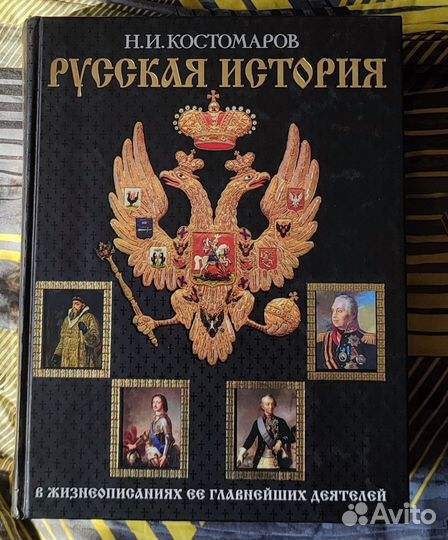 Н.И.КОСТОМАРОВ
РУССКАЯ ИСТОРИЯ
В ЖИЗНЕОПИСАНИЯХ ЕЕ ГЛАВНЕЙШИХ ДЕЯТЕЛЕЙ
Avito